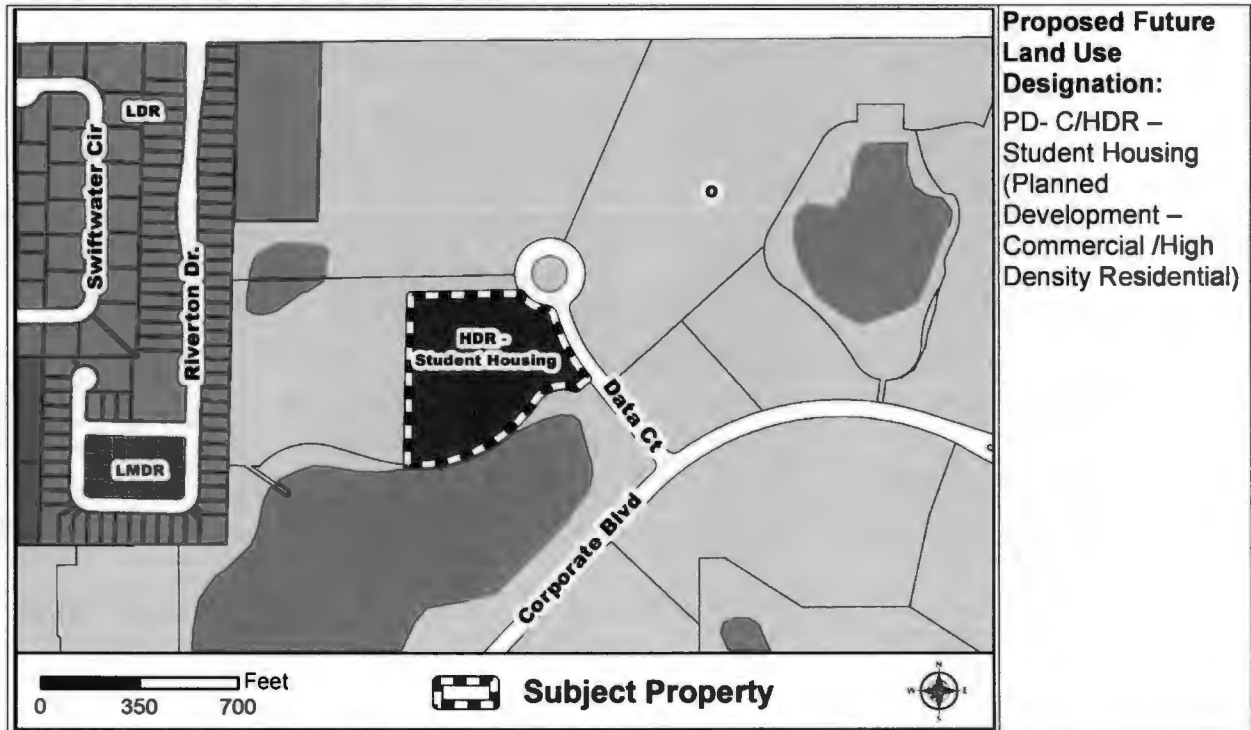 Proposed Future
Land Use
Designation:
PD- C/HDR –
Student Housing
(Planned
Development –
Commercial /High
Density Residential)
LDR
Swiftwater Cir
Riverton Dr.
O
HDR -
Student Housing
Data Ct
LMDR
Corporate Blvd
Feet
0 350 700
Subject Property
N
W E
S